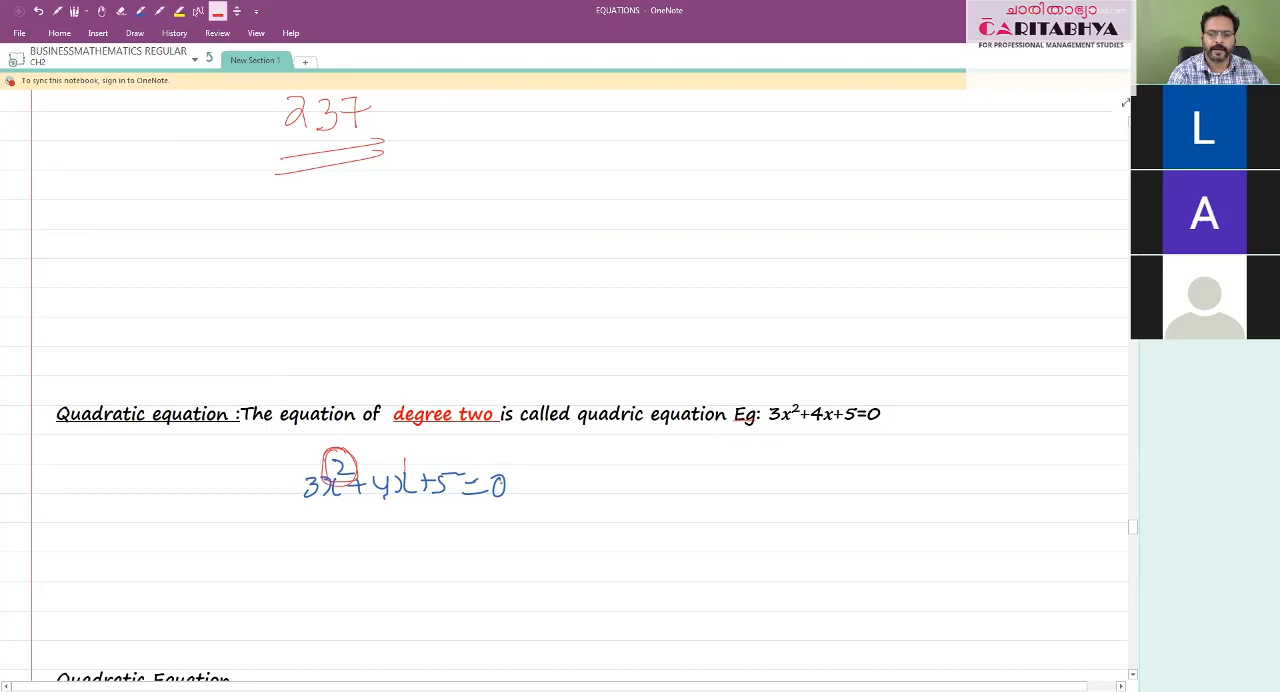 EQUATIONS - OneNote
File Home Insert Draw History Review View Help
ചാരിതാഭ്യാ
CARITABHYA
FOR PROFESSIONAL MANAGEMENT STUDIES
BUSINESSMATHEMATICS REGULAR
CH2
New Section 1
To sync this notebook, sign in to OneNote.
237
L
A
Quadratic equation :The equation of degree two is called quadric equation Eg: 3x²+4x+5=0
3x²+4x+5=0
Quadratic Equation